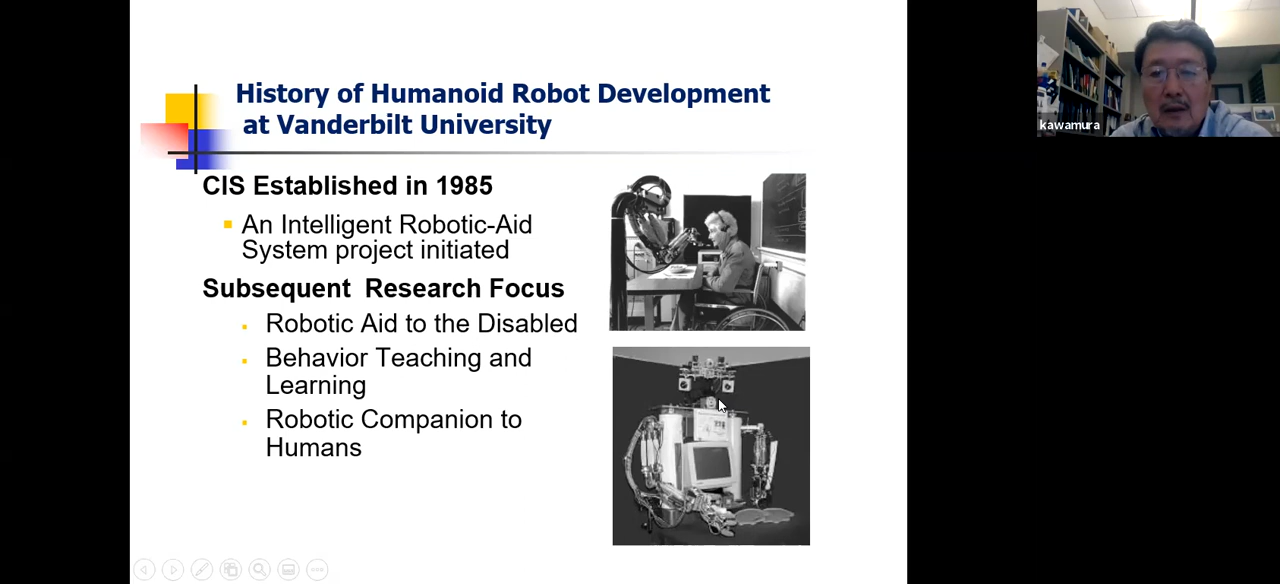 History of Humanoid Robot Development
at Vanderbilt University
CIS Established in 1985
An Intelligent Robotic-Aid
System project initiated
Subsequent Research Focus
Robotic Aid to the Disabled
Behavior Teaching and
Learning
Robotic Companion to
Humans
kawamura